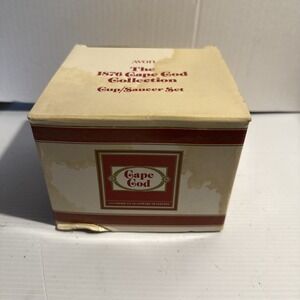 AVON
The
1876 Cape Cod
Collection
Cup/Saucer Set
Cape
Cod